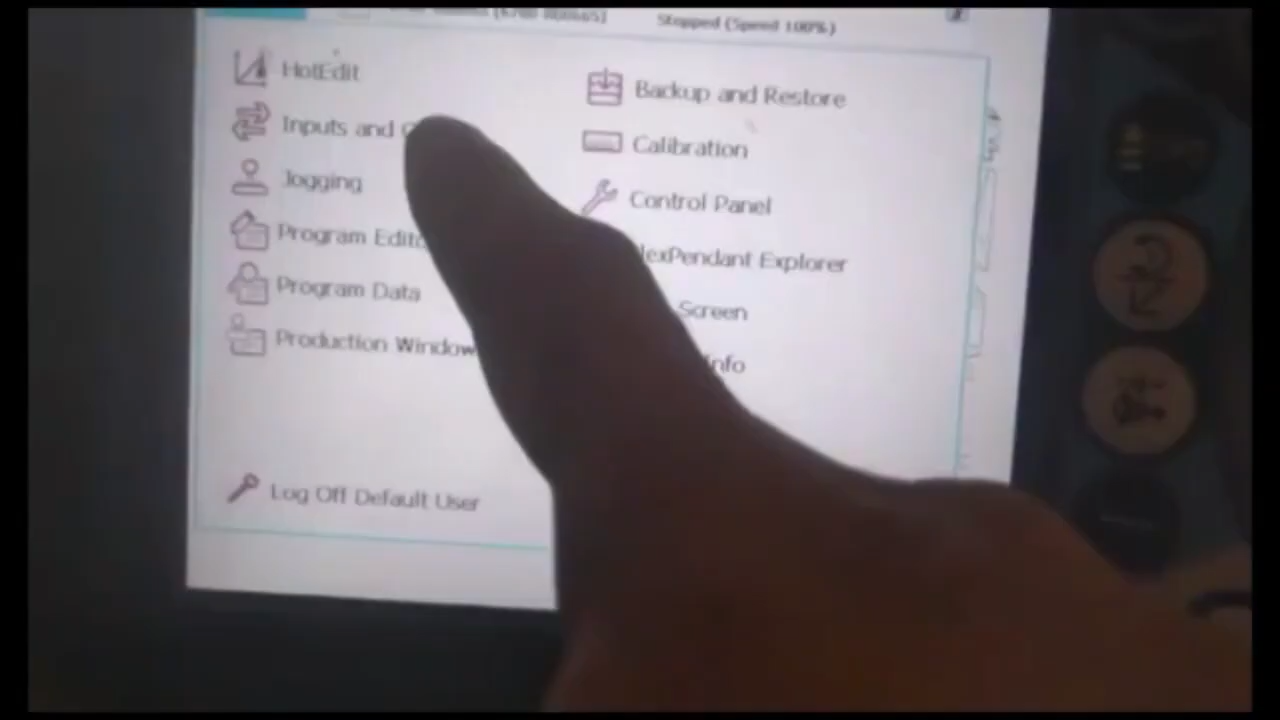 Stopped (Speed 100%)
HotEdit
Inputs and
Jogging
Program Edito
Program Data
Production Window
Log Off Default User
Backup and Restore
Calibration
Control Panel
lexPendant Explorer
Screen
Info